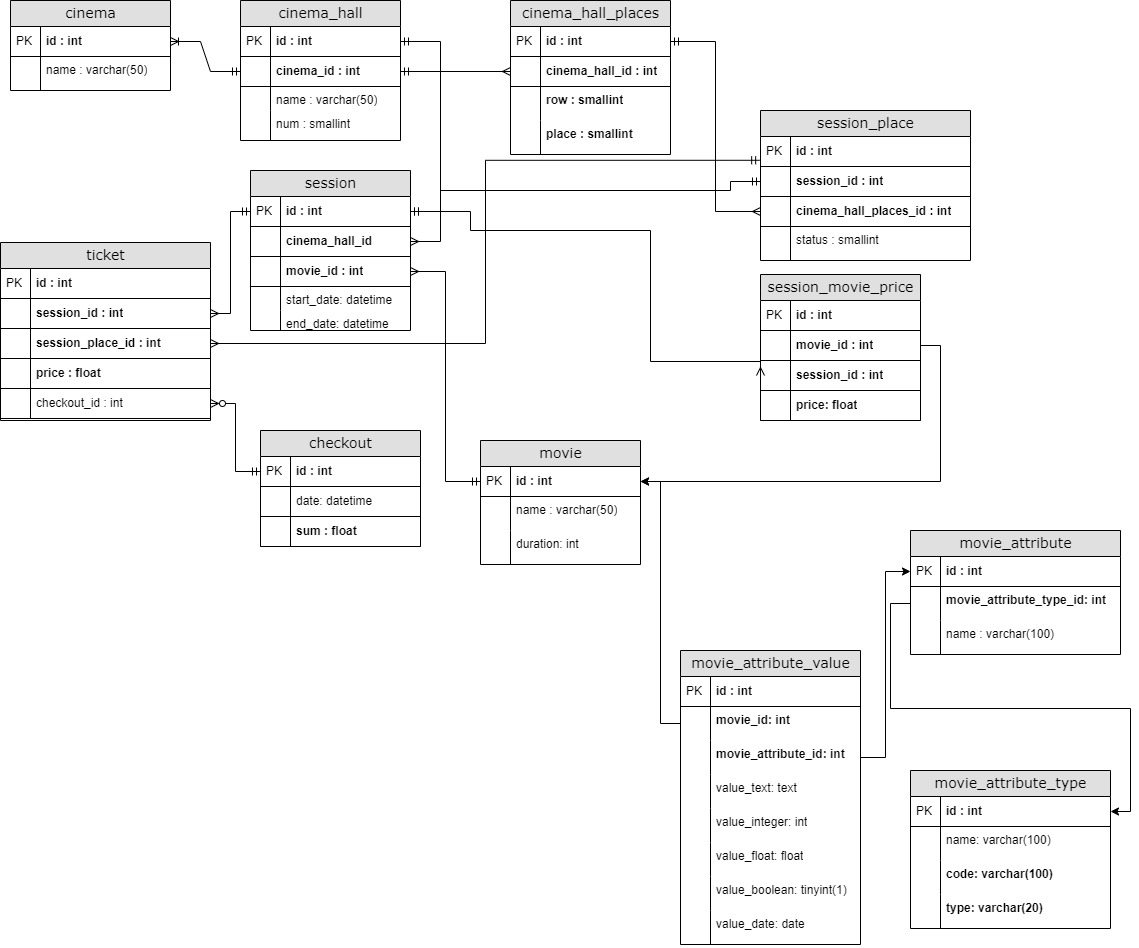 cinema
PK id : int
name : varchar(50)
cinema_hall
PK id : int
cinema_id : int
name : varchar(50)
num : smallint
cinema_hall_places
PK id : int
cinema_hall_id : int
row : smallint
place : smallint
session_place
PK id : int
session_id : int
cinema_hall_places_id : int
status : smallint
session
PK id : int
cinema_hall_id
movie_id : int
start_date: datetime
end_date: datetime
ticket
PK id : int
session_id : int
session_place_id : int
price : float
checkout_id : int
session_movie_price
PK id : int
movie_id : int
session_id : int
price: float
checkout
PK id : int
date: datetime
sum : float
movie
PK id : int
name : varchar(50)
duration: int
movie_attribute
PK id : int
movie_attribute_type_id: int
name : varchar(100)
movie_attribute_value
PK id : int
movie_id: int
movie_attribute_id: int
value_text: text
value_integer: int
value_float: float
value_boolean: tinyint(1)
value_date: date
movie_attribute_type
PK id : int
name: varchar(100)
code: varchar(100)
type: varchar(20)